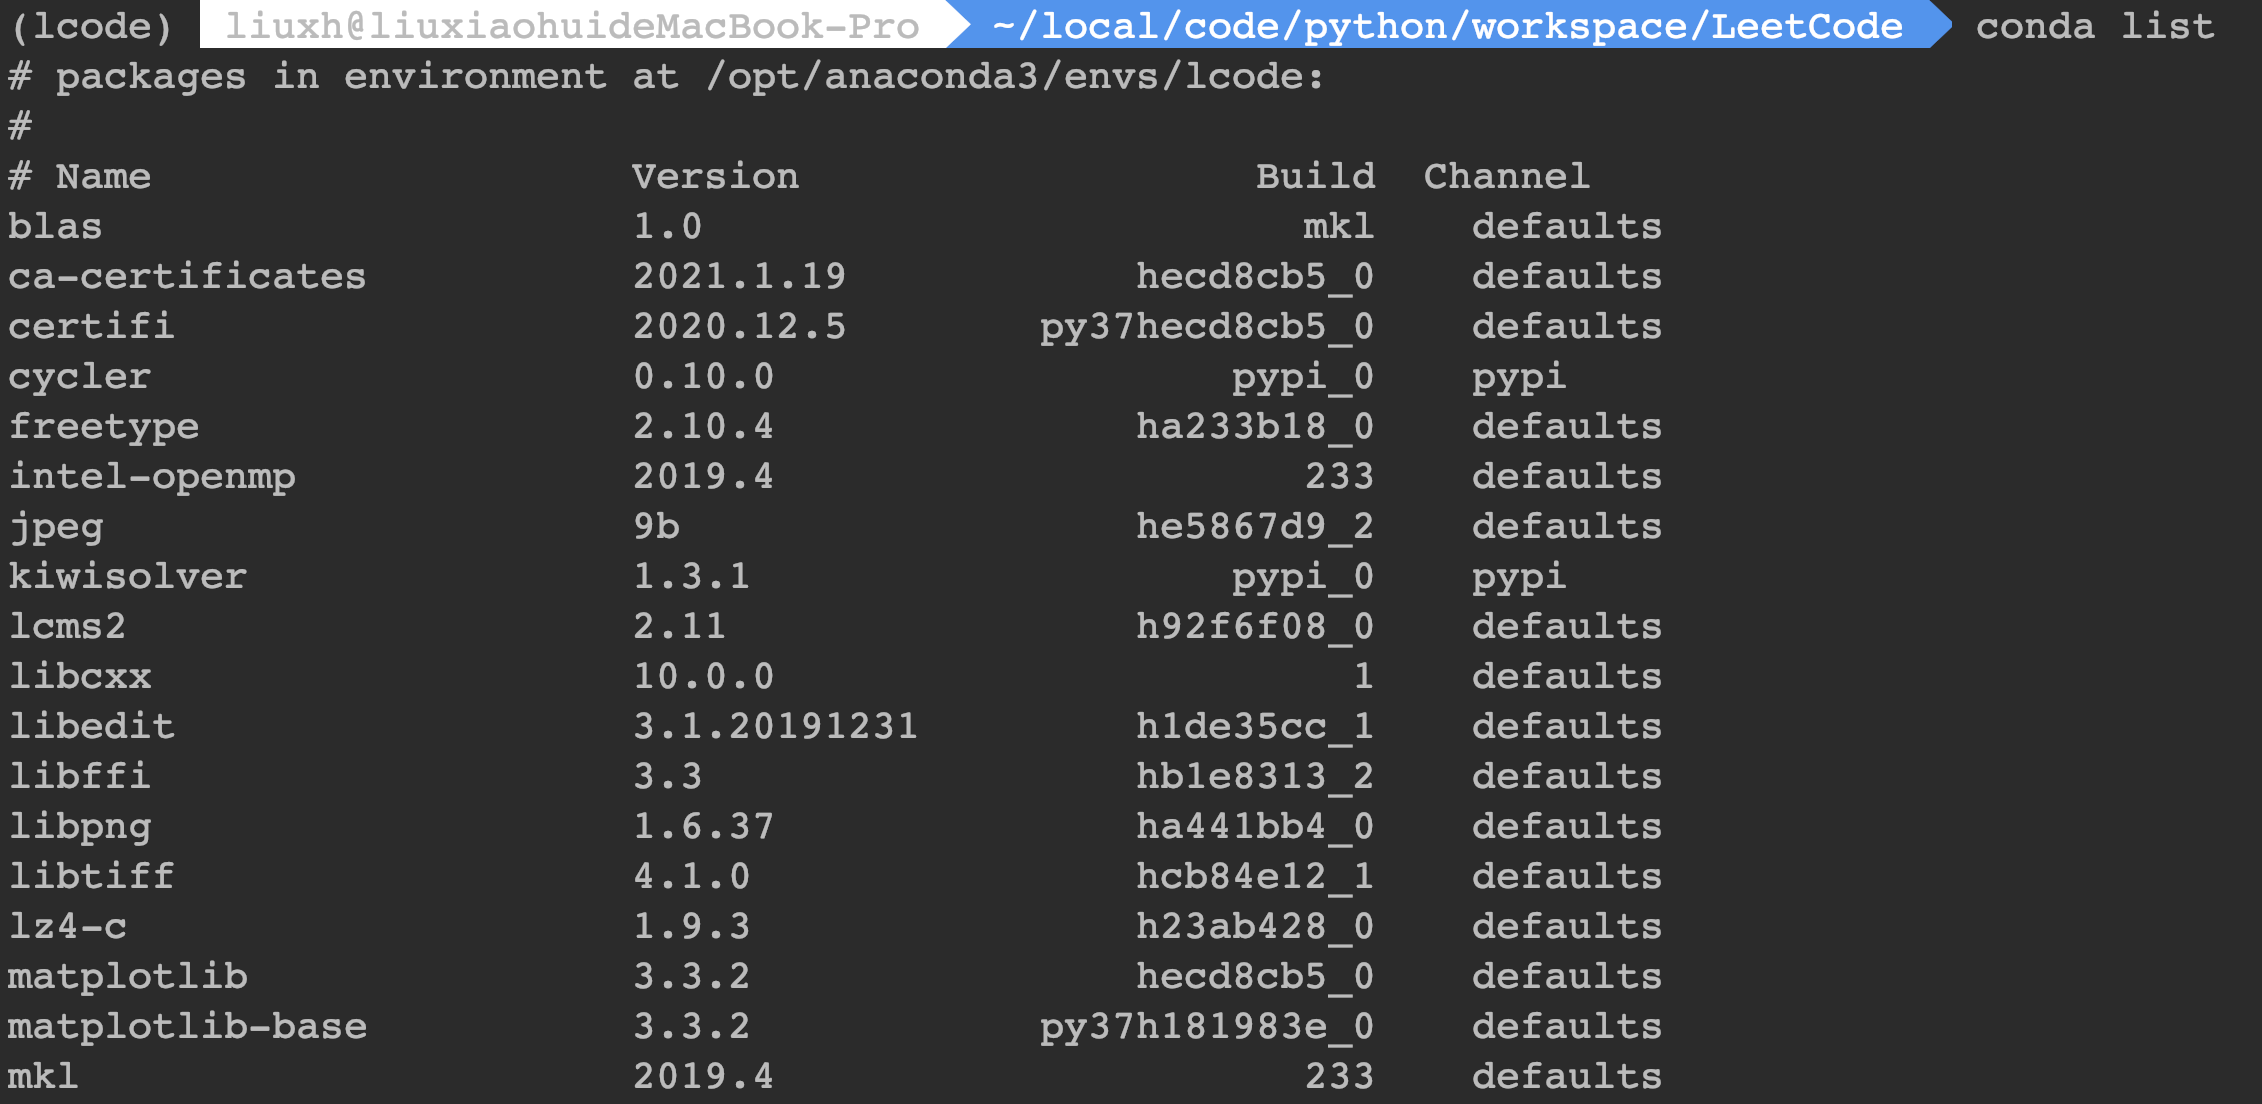 (lcode) liuxh@liuxiaohuideMacBook-Pro ~/local/code/python/workspace/LeetCode conda list
# packages in environment at /opt/anaconda3/envs/lcode:
#
# Name Version Build Channel
blas 1.0 mkl defaults
ca-certificates 2021.1.19 hecd8cb5_0 defaults
certifi 2020.12.5 py37hecd8cb5_0 defaults
cycler 0.10.0 pypi_0 pypi
freetype 2.10.4 ha233b18_0 defaults
intel-openmp 2019.4 233 defaults
jpeg 9b he5867d9_2 defaults
kiwisolver 1.3.1 pypi_0 pypi
lcms2 2.11 h92f6f08_0 defaults
libcxx 10.0.0 1 defaults
libedit 3.1.20191231 h1de35cc_1 defaults
libffi 3.3 hb1e8313_2 defaults
libpng 1.6.37 ha441bb4_0 defaults
libtiff 4.1.0 hcb84e12_1 defaults
lz4-c 1.9.3 h23ab428_0 defaults
matplotlib 3.3.2 hecd8cb5_0 defaults
matplotlib-base 3.3.2 py37h181983e_0 defaults
mkl 2019.4 233 defaults